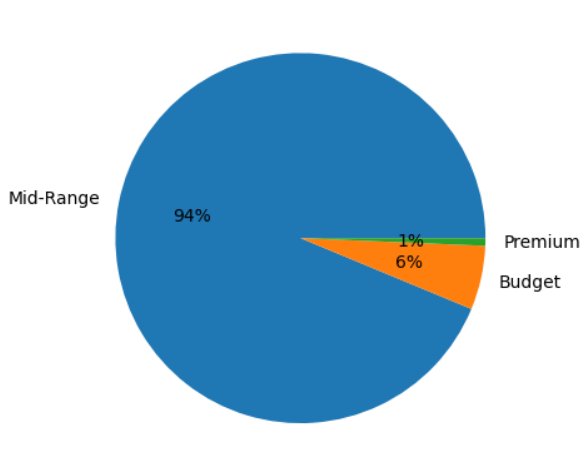 Mid-Range
94%
1%
Premium
6%
Budget